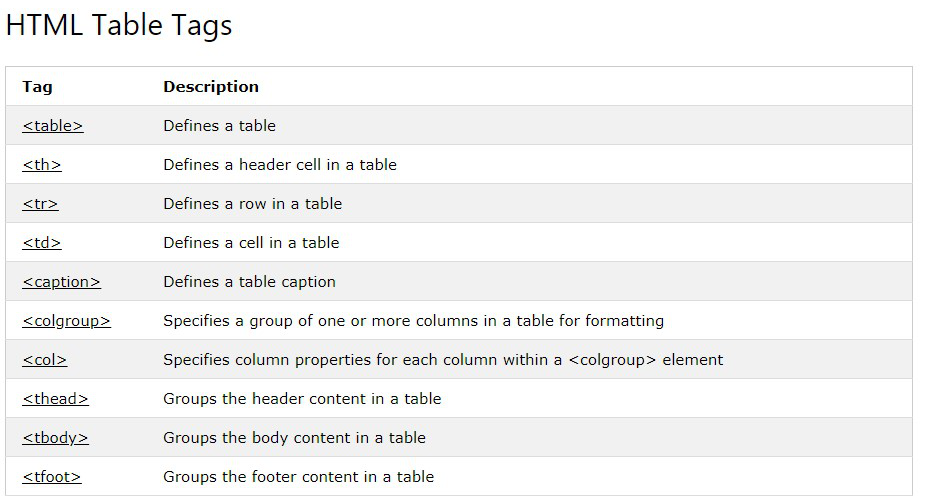 HTML Table Tags
Tag Description
<table> Defines a table
<th> Defines a header cell in a table
<tr> Defines a row in a table
<td> Defines a cell in a table
<caption> Defines a table caption
<colgroup> Specifies a group of one or more columns in a table for formatting
<col> Specifies column properties for each column within a <colgroup> element
<thead> Groups the header content in a table
<tbody> Groups the body content in a table
<tfoot> Groups the footer content in a table